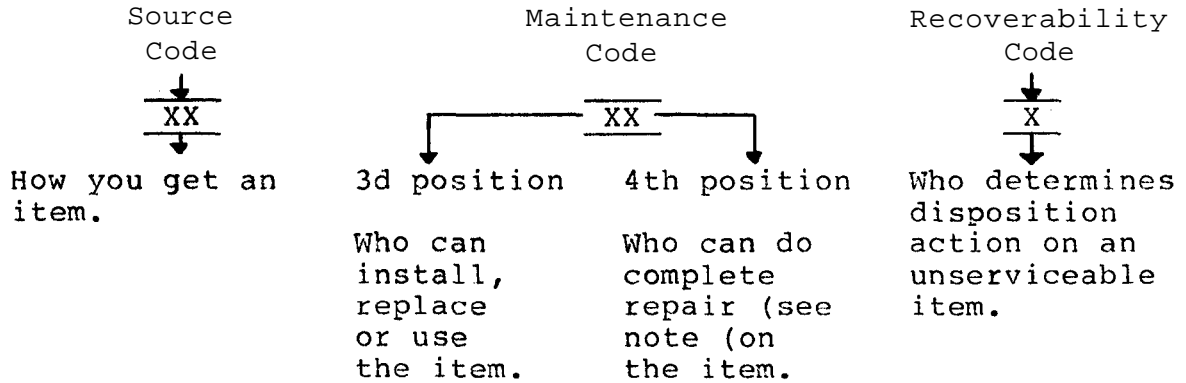 Source
Code
XX
How you get an
item.
Maintenance
Code
XX
3d position
Who can
install,
replace
or use
the item.
4th position
Who can do
complete
repair (see
note (on
the item.
Recoverability
Code
X
Who determines
disposition
action on an
unserviceable
item.